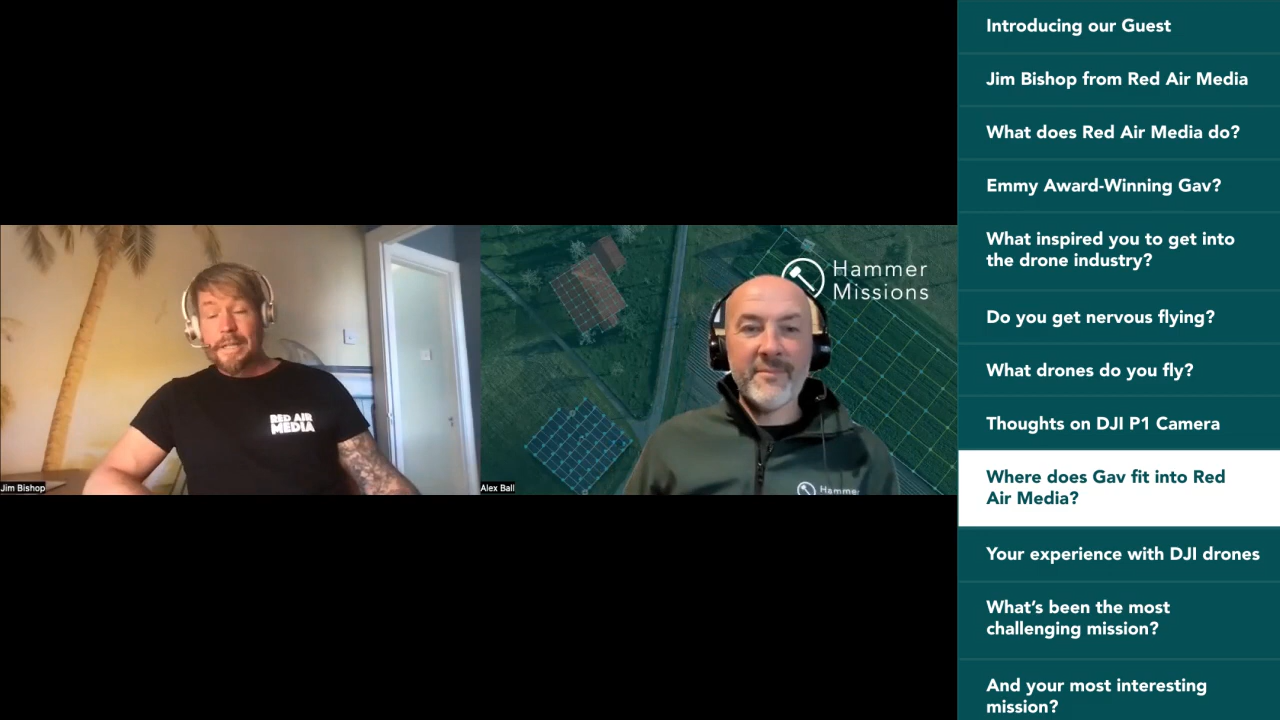 Introducing our Guest
Jim Bishop from Red Air Media
What does Red Air Media do?
Emmy Award-Winning Gav?
What inspired you to get into
the drone industry?
Do you get nervous flying?
What drones do you fly?
Thoughts on DJI P1 Camera
Where does Gav fit into Red
Air Media?
Your experience with DJI drones
What's been the most
challenging mission?
And your most interesting
mission?
RED AIR
MEDIA
Jim Bishop
Hammer
Missions
Hammer
Alex Ball